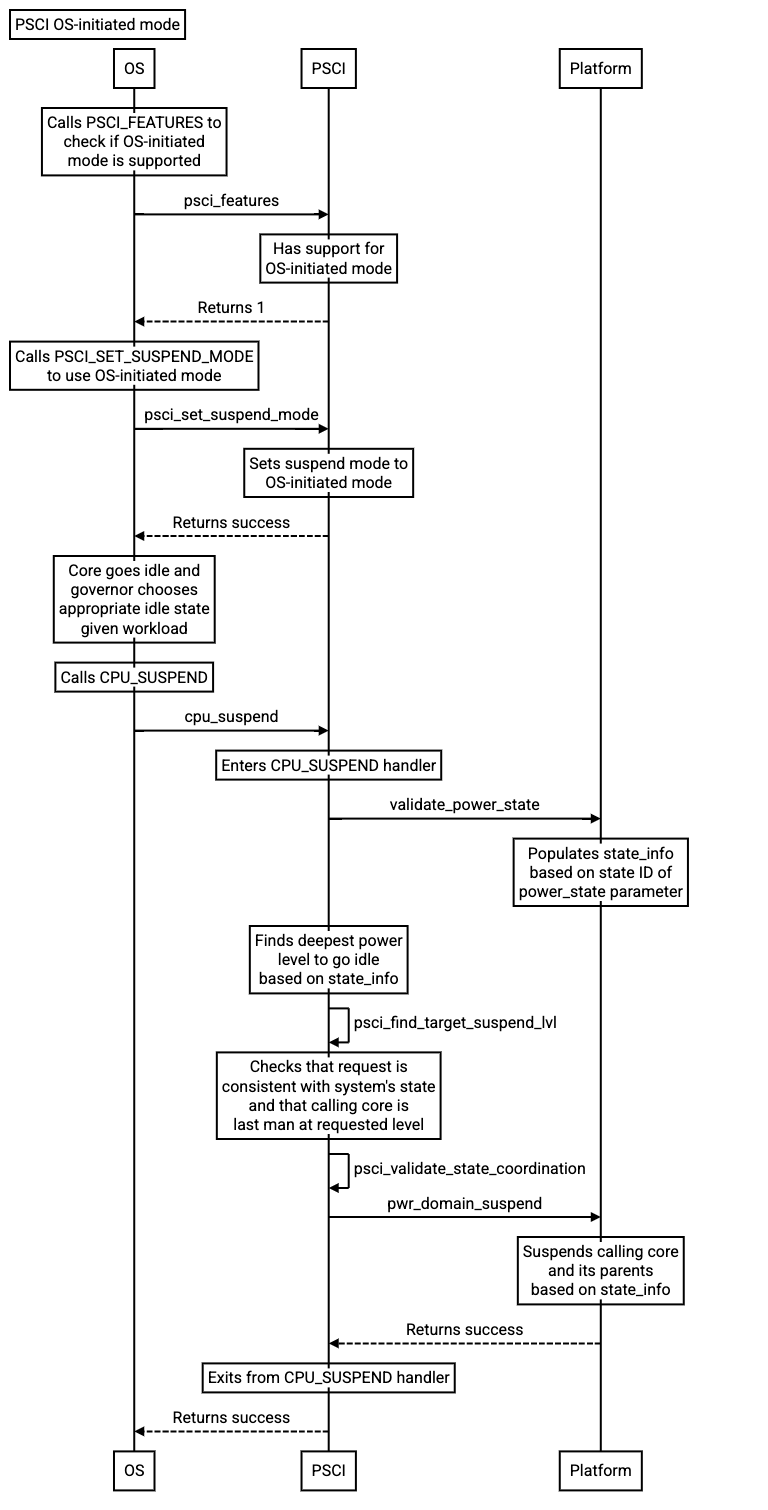 PSCI OS-initiated mode
OS
PSCI
Platform
Calls PSCI_FEATURES to
check if OS-initiated
mode is supported
psci_features
Has support for
OS-initiated mode
Returns 1
Calls PSCI_SET_SUSPEND_MODE
to use OS-initiated mode
psci_set_suspend_mode
Sets suspend mode to
OS-initiated mode
Returns success
Core goes idle and
governor chooses
appropriate idle state
given workload
Calls CPU_SUSPEND
cpu_suspend
Enters CPU_SUSPEND handler
validate_power_state
Populates state_info
based on state ID of
power_state parameter
Finds deepest power
level to go idle
based on state_info
psci_find_target_suspend_lvl
Checks that request is
consistent with system's state
and that calling core is
last man at requested level
psci_validate_state_coordination
pwr_domain_suspend
Suspends calling core
and its parents
based on state_info
Returns success
Exits from CPU_SUSPEND handler
Returns success
OS
PSCI
Platform